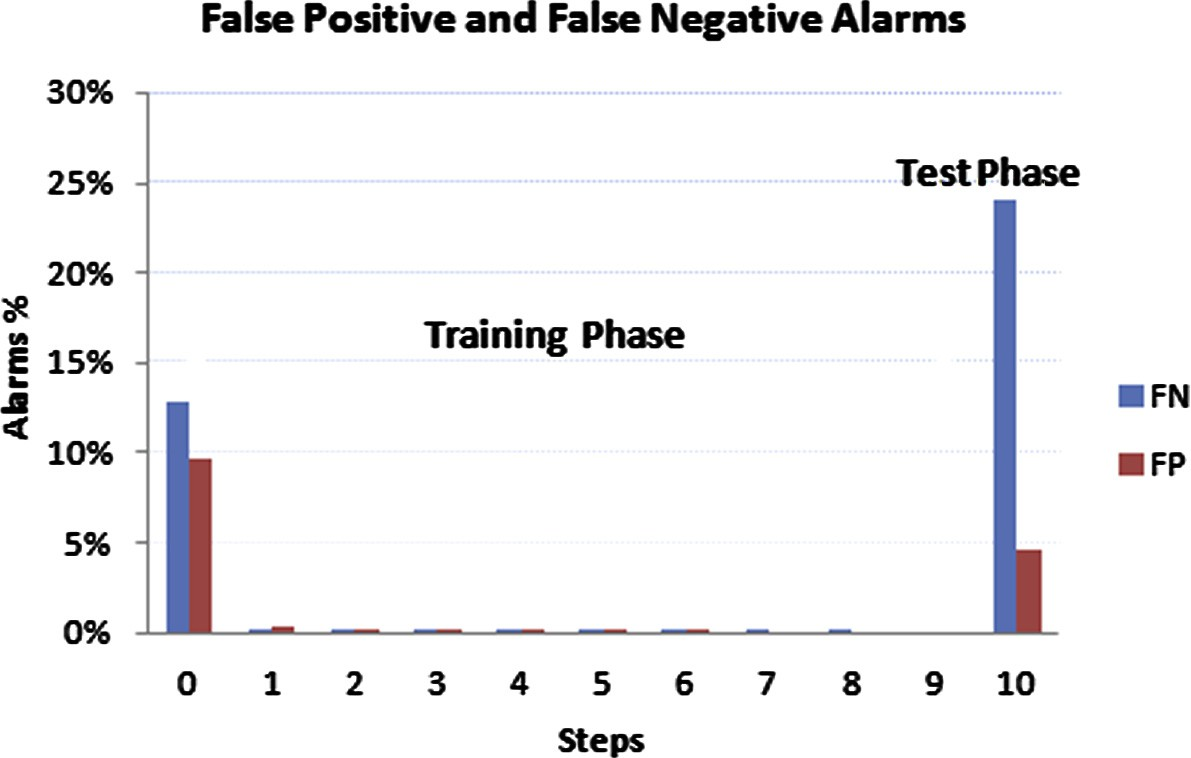 False Positive and False Negative Alarms
30%
25%
20%
15%
10%
5%
0%
Alarms %
Test Phase
Training Phase
FN
FP
0 1 2 3 4 5 6 7 8 9 10
Steps